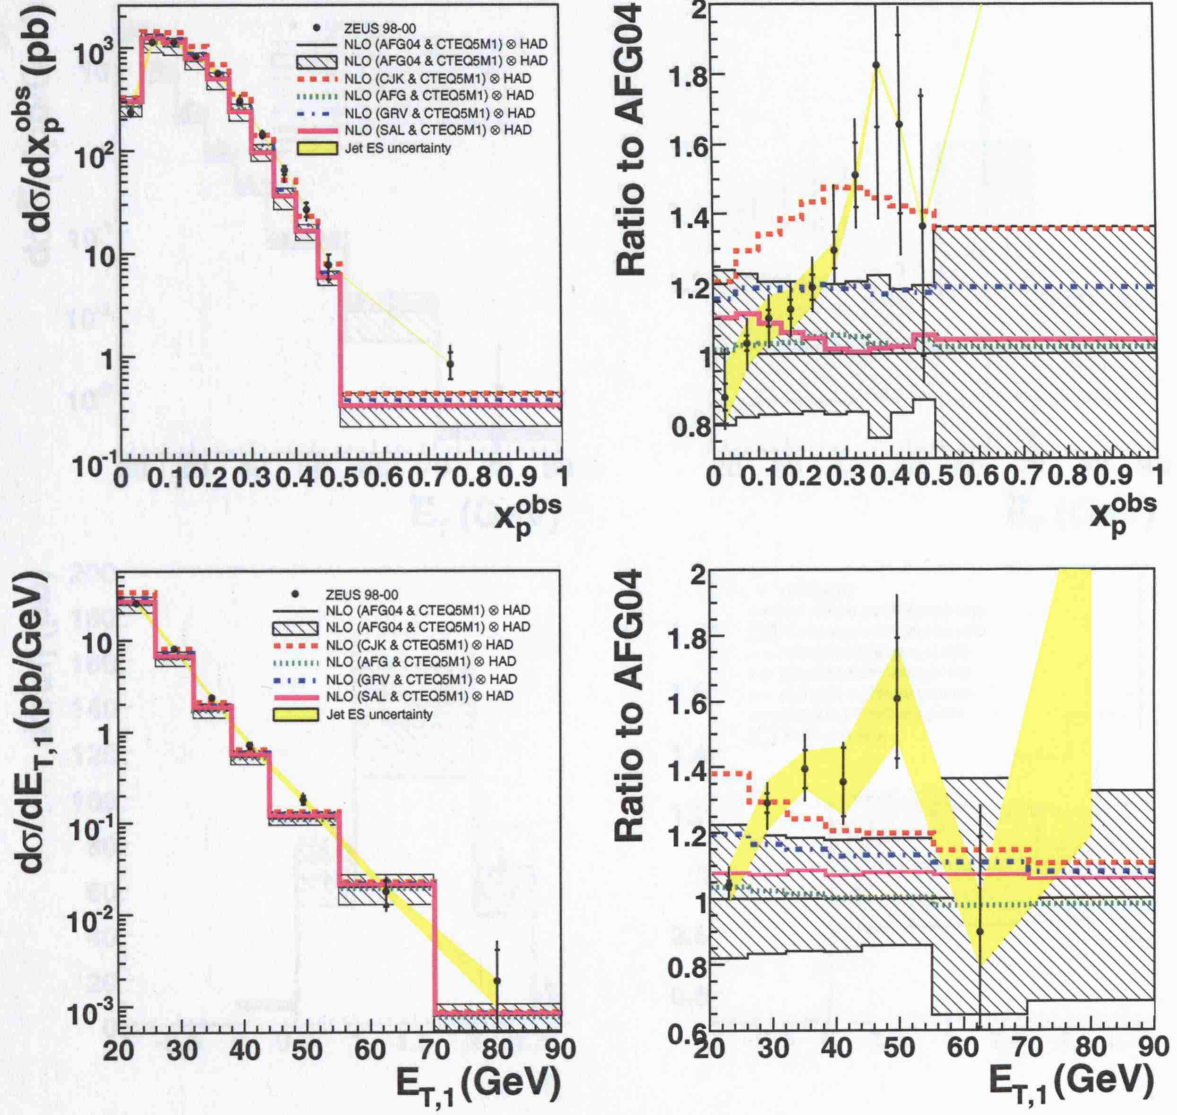 dσ/dx_p^obs (pb)
10^3
10^2
10
1
10^-1
ZEUS 98-00
NLO (AFG04 & CTEQ5M1) ⊗ HAD
NLO (AFG04 & CTEQ5M1) ⊗ HAD
NLO (CJK & CTEQ5M1) ⊗ HAD
NLO (AFG & CTEQ5M1) ⊗ HAD
NLO (GRV & CTEQ5M1) ⊗ HAD
NLO (SAL & CTEQ5M1) ⊗ HAD
Jet ES uncertainty
0 0.1 0.2 0.3 0.4 0.5 0.6 0.7 0.8 0.9 1
x_p^obs
Ratio to AFG04
2
1.8
1.6
1.4
1.2
1
0.8
0 0.1 0.2 0.3 0.4 0.5 0.6 0.7 0.8 0.9 1
x_p^obs
dσ/dE_T,1 (pb/GeV)
10
1
10^-1
10^-2
10^-3
ZEUS 98-00
NLO (AFG04 & CTEQ5M1) ⊗ HAD
NLO (AFG04 & CTEQ5M1) ⊗ HAD
NLO (CJK & CTEQ5M1) ⊗ HAD
NLO (AFG & CTEQ5M1) ⊗ HAD
NLO (GRV & CTEQ5M1) ⊗ HAD
NLO (SAL & CTEQ5M1) ⊗ HAD
Jet ES uncertainty
20 30 40 50 60 70 80 90
E_T,1 (GeV)
Ratio to AFG04
2
1.8
1.6
1.4
1.2
1
0.8
0.6
20 30 40 50 60 70 80 90
E_T,1 (GeV)